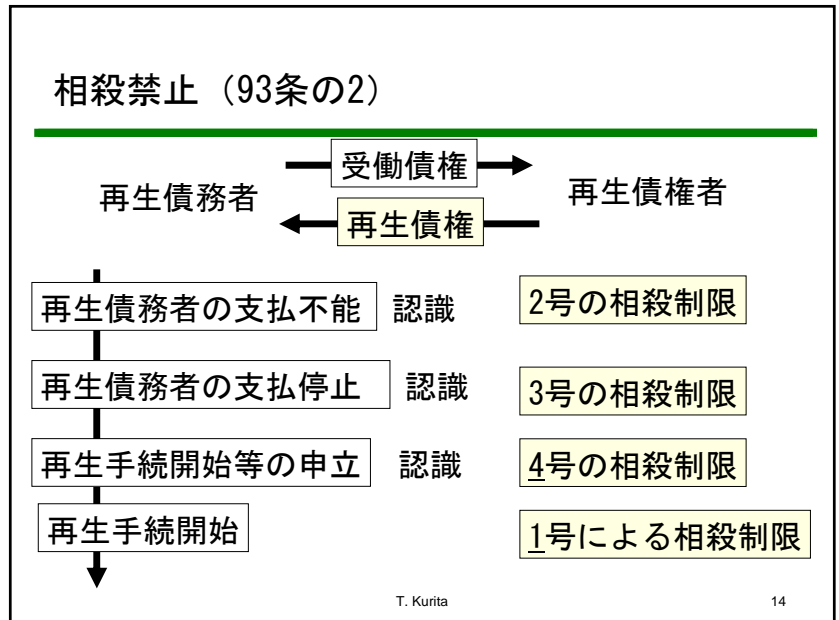 相殺禁止（93条の2）
受働債権
再生債務者
再生債権者
再生債権
再生債務者の支払不能 認識 2号の相殺制限
再生債務者の支払停止 認識 3号の相殺制限
再生手続開始等の申立 認識 4号の相殺制限
再生手続開始 1号による相殺制限
T. Kurita 14